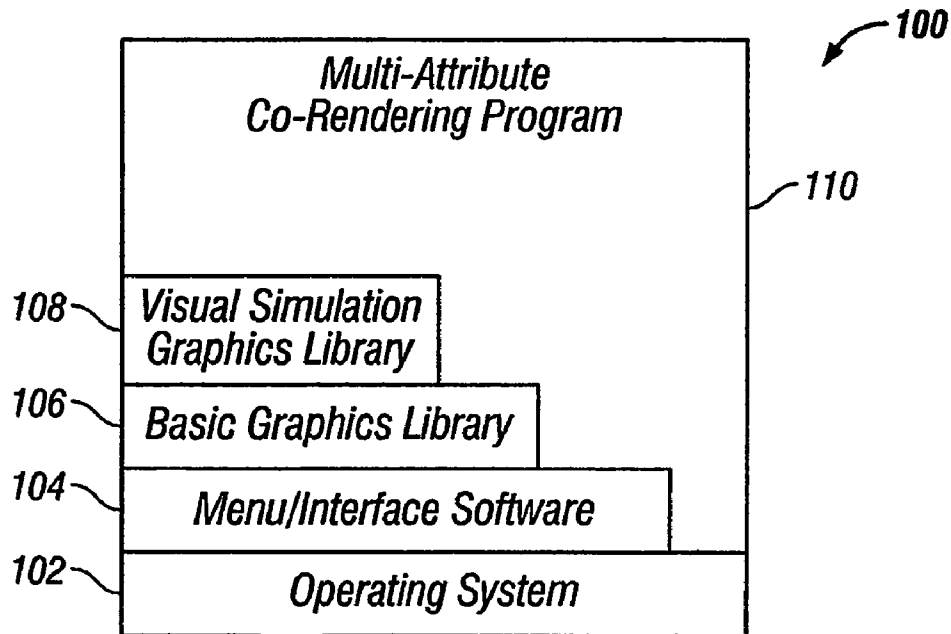 100
Multi-Attribute
Co-Rendering Program
110
108
Visual Simulation
Graphics Library
106
Basic Graphics Library
104
Menu/Interface Software
102
Operating System